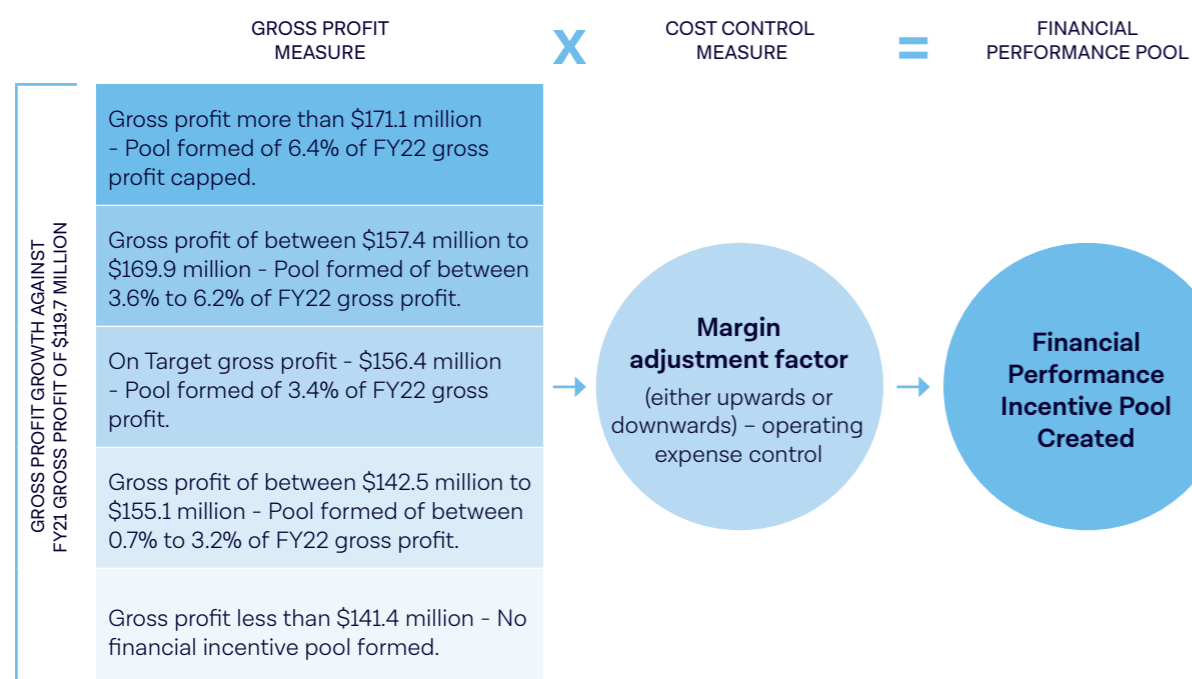 GROSS PROFIT
MEASURE
X
COST CONTROL
MEASURE
=
FINANCIAL
PERFORMANCE POOL
GROSS PROFIT GROWTH AGAINST
FY21 GROSS PROFIT OF $119.7 MILLION
Gross profit more than $171.1 million
- Pool formed of 6.4% of FY22 gross
profit capped.
Gross profit of between $157.4 million to
$169.9 million - Pool formed of between
3.6% to 6.2% of FY22 gross profit.
On Target gross profit - $156.4 million
- Pool formed of 3.4% of FY22 gross
profit.
Gross profit of between $142.5 million to
$155.1 million - Pool formed of between
0.7% to 3.2% of FY22 gross profit.
Gross profit less than $141.4 million - No
financial incentive pool formed.
Margin
adjustment factor
(either upwards or
downwards) – operating
expense control
Financial
Performance
Incentive Pool
Created